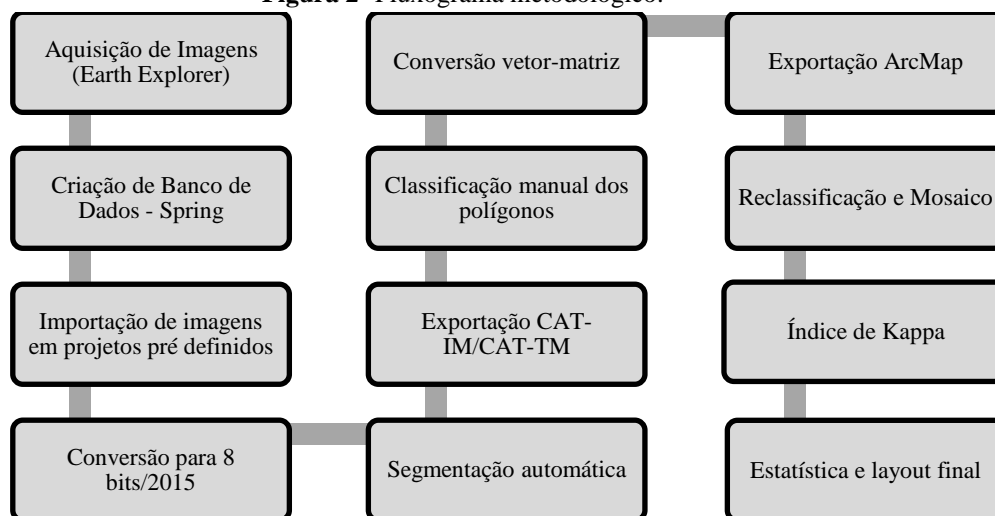 Figura 2- Fluxograma metodológico.
Aquisição de Imagens
(Earth Explorer)
Criação de Banco de
Dados - Spring
Importação de imagens
em projetos pré definidos
Conversão para 8
bits/2015
Segmentação automática
Exportação CAT-
IM/CAT-TM
Classificação manual dos
polígonos
Conversão vetor-matriz
Exportação ArcMap
Reclassificação e Mosaico
Índice de Kappa
Estatística e layout final